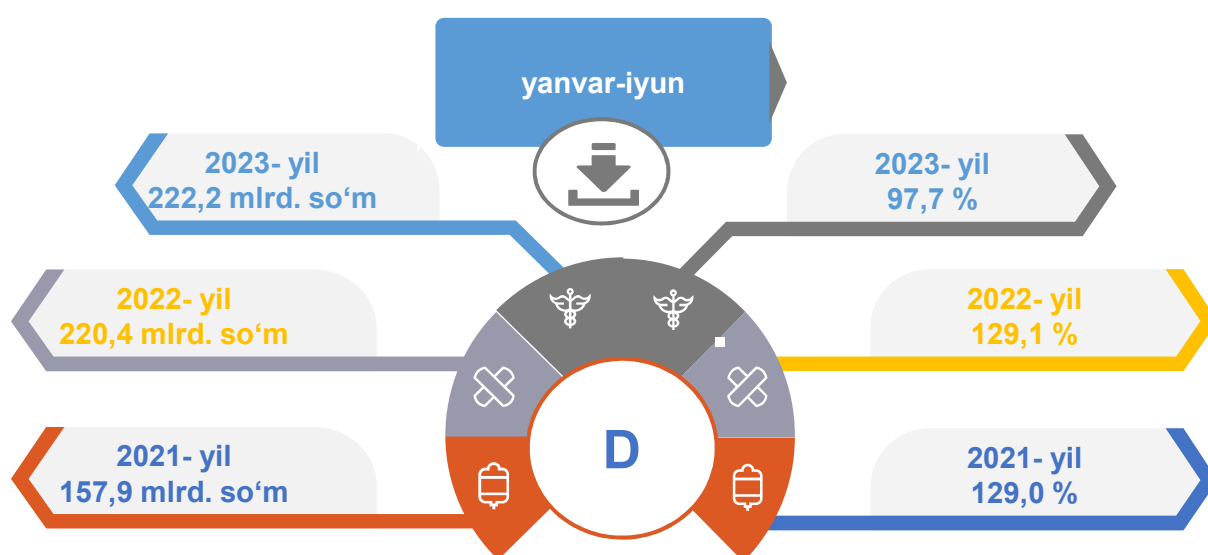 yanvar-iyun
2023- yil
222,2 mlrd. so‘m
2023- yil
97,7 %
2022- yil
220,4 mlrd. so‘m
2022- yil
129,1 %
2021- yil
157,9 mlrd. so‘m
2021- yil
129,0 %
D